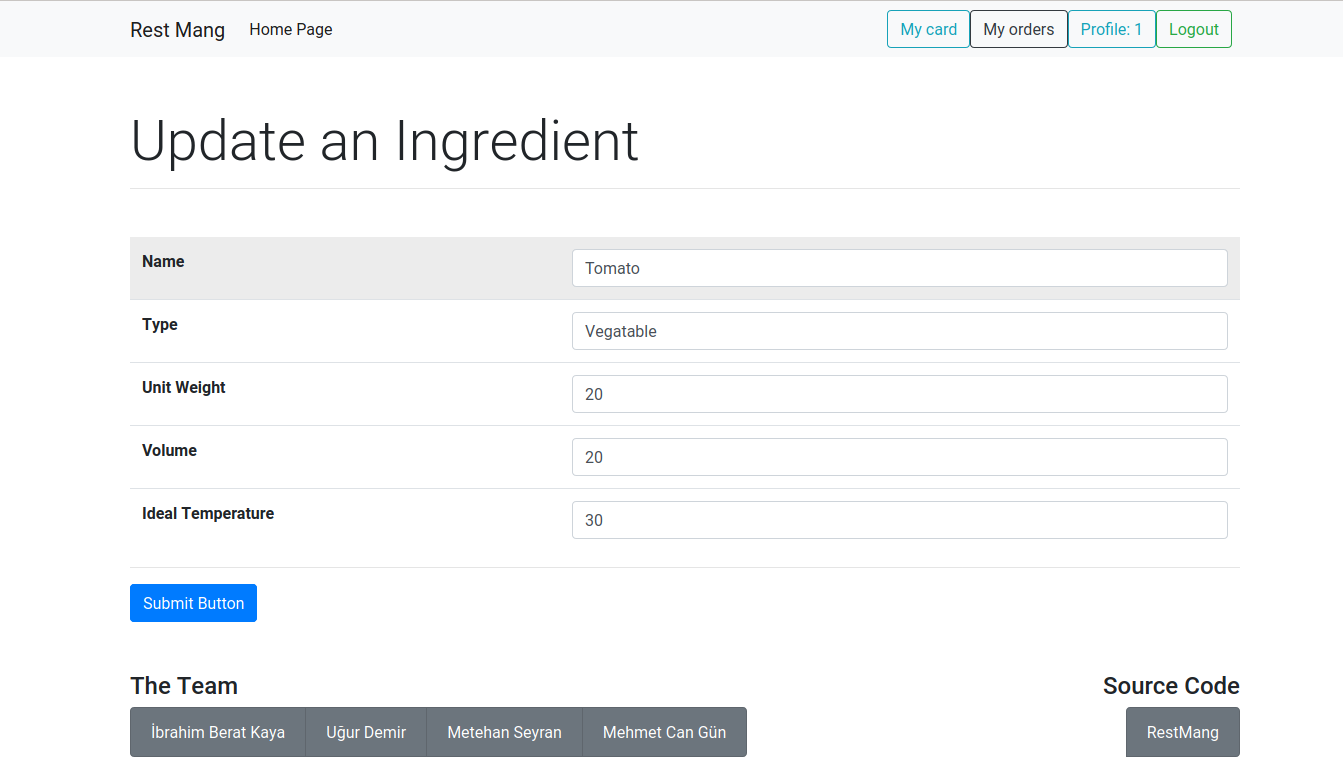 Rest Mang Home Page My card My orders Profile: 1 Logout
Update an Ingredient
Name Tomato
Type Vegatable
Unit Weight 20
Volume 20
Ideal Temperature 30
Submit Button
The Team Source Code
İbrahim Berat Kaya Uğur Demir Metehan Seyran Mehmet Can Gün RestMang